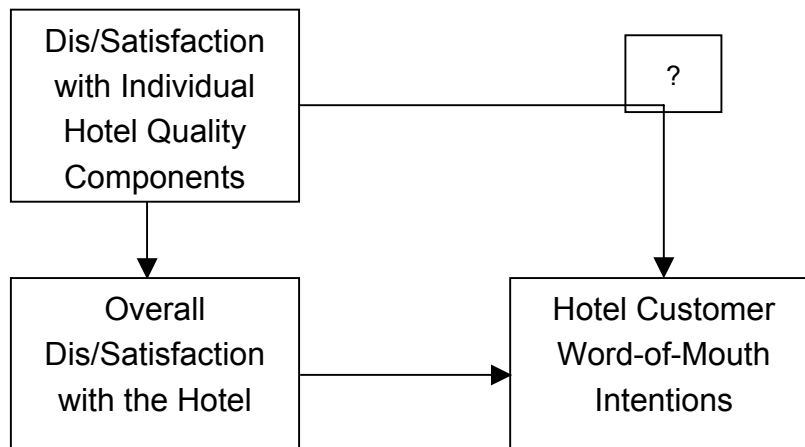 Dis/Satisfaction
with Individual
Hotel Quality
Components
?
Overall
Dis/Satisfaction
with the Hotel
Hotel Customer
Word-of-Mouth
Intentions